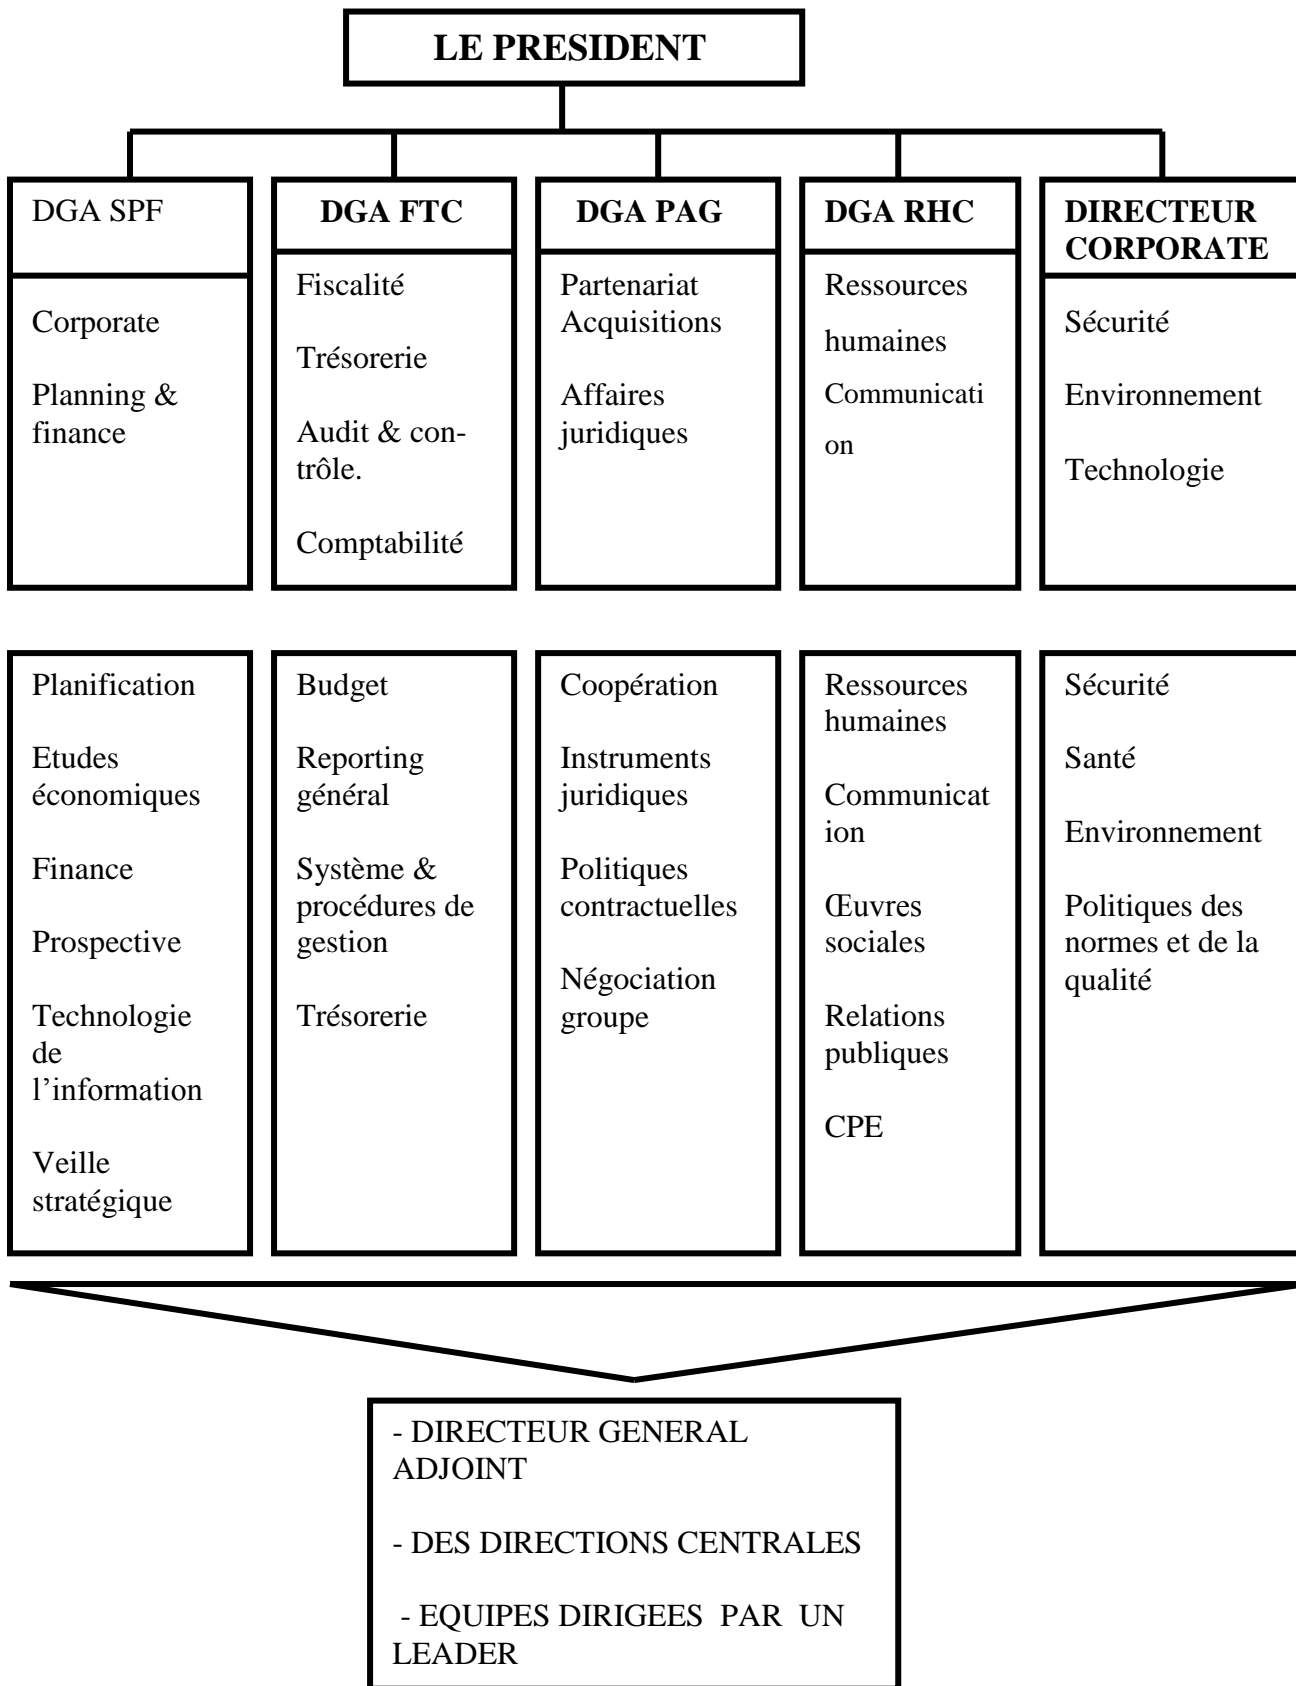 LE PRESIDENT
DGA SPF
Corporate
Planning &
finance
DGA FTC
Fiscalité
Trésorerie
Audit & con-
trôle.
Comptabilité
DGA PAG
Partenariat
Acquisitions
Affaires
juridiques
DGA RHC
Ressources
humaines
Communicati
on
DIRECTEUR
CORPORATE
Sécurité
Environnement
Technologie
Planification
Etudes
économiques
Finance
Prospective
Technologie
de
l’information
Veille
stratégique
Budget
Reporting
général
Système &
procédures de
gestion
Trésorerie
Coopération
Instruments
juridiques
Politiques
contractuelles
Négociation
groupe
Ressources
humaines
Communicat
ion
Œuvres
sociales
Relations
publiques
CPE
Sécurité
Santé
Environnement
Politiques des
normes et de la
qualité
- DIRECTEUR GENERAL
ADJOINT
- DES DIRECTIONS CENTRALES
- EQUIPES DIRIGEES PAR UN
LEADER